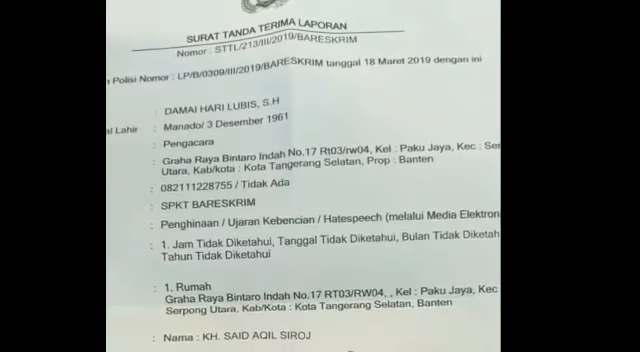 SURAT TANDA TERIMA LAPORAN
Nomor : STTL/213/III/2019/BARESKRIM
Polisi Nomor : LP/B/0309/III/2019/BARESKRIM tanggal 18 Maret 2019 dengan ini
: DAMAI HARI LUBIS, S.H
Lahir : Manado/ 3 Desember 1961
: Pengacara
: Graha Raya Bintaro Indah No.17 Rt03/rw04, Kel : Paku Jaya, Kec :
Utara, Kab/kota : Kota Tangerang Selatan, Prop : Banten
: 082111228755 / Tidak Ada
: SPKT BARESKRIM
: Penghinaan / Ujaran Kebencian / Hatespeech (melalui Media
: 1. Jam Tidak Diketahui, Tanggal Tidak Diketahui, Bulan Tidak
Tahun Tidak Diketahui
: 1. Rumah
Graha Raya Bintaro Indah No.17 RT03/RW04, , Kel : Paku Jaya, Kec
Serpong Utara, Kab/Kota : Kota Tangerang Selatan, Banten
: Nama : KH. SAID AQIL SIROJ